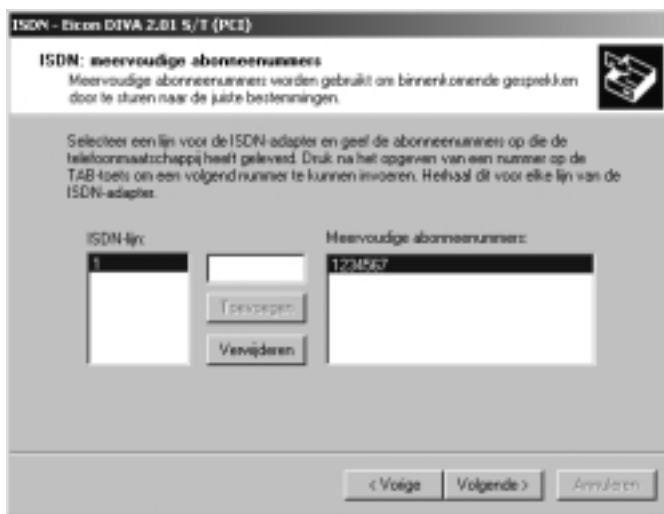 ISDN - Eicon DIVA 2.01 S/T (PCI)
ISDN: meervoudige abonneenummers
Meervoudige abonneenummers worden gebruikt om binnenkomende gesprekken
door te sturen naar de juiste bestemmingen.
Selecteer een lijn voor de ISDN-adapter en geef de abonneenummers op die de
telefoonmaatschappij heeft geleverd. Druk na het opgeven van een nummer op de
TAB-toets om een volgend nummer te kunnen invoeren. Herhaal dit voor elke lijn van de
ISDN-adapter.
ISDN-lijn:
Meervoudige abonneenummers:
1
1234567
Toevoegen
Verwijderen
< Vorige
Volgende >
Annuleren